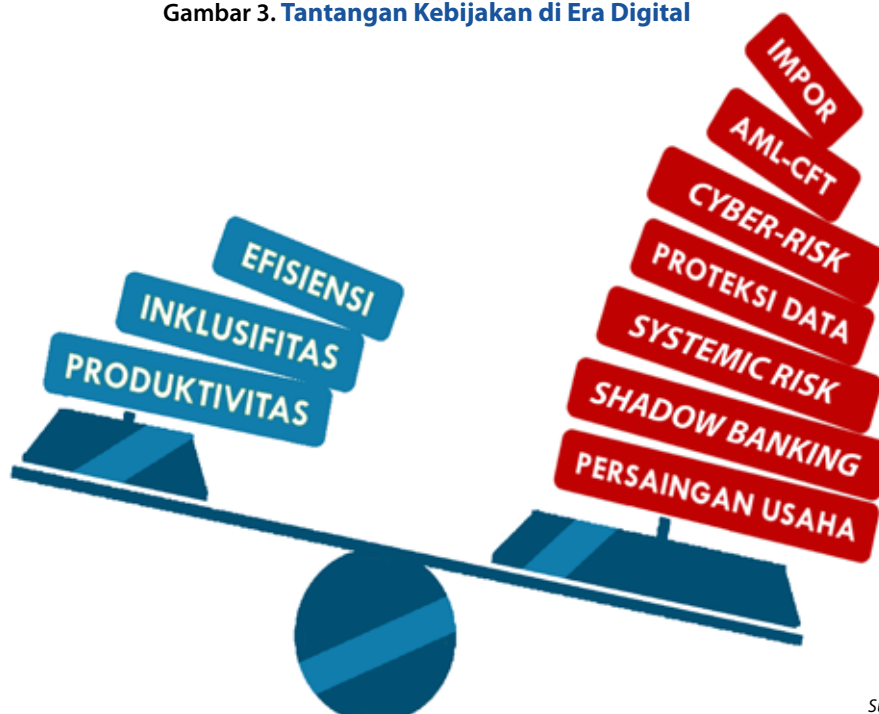 Gambar 3. Tantangan Kebijakan di Era Digital
EFISIENSI
INKLUSIFITAS
PRODUKTIVITAS
IMPOR
AML-CFT
CYBER-RISK
PROTEKSI DATA
SYSTEMIC RISK
SHADOW BANKING
PERSAINGAN USAHA